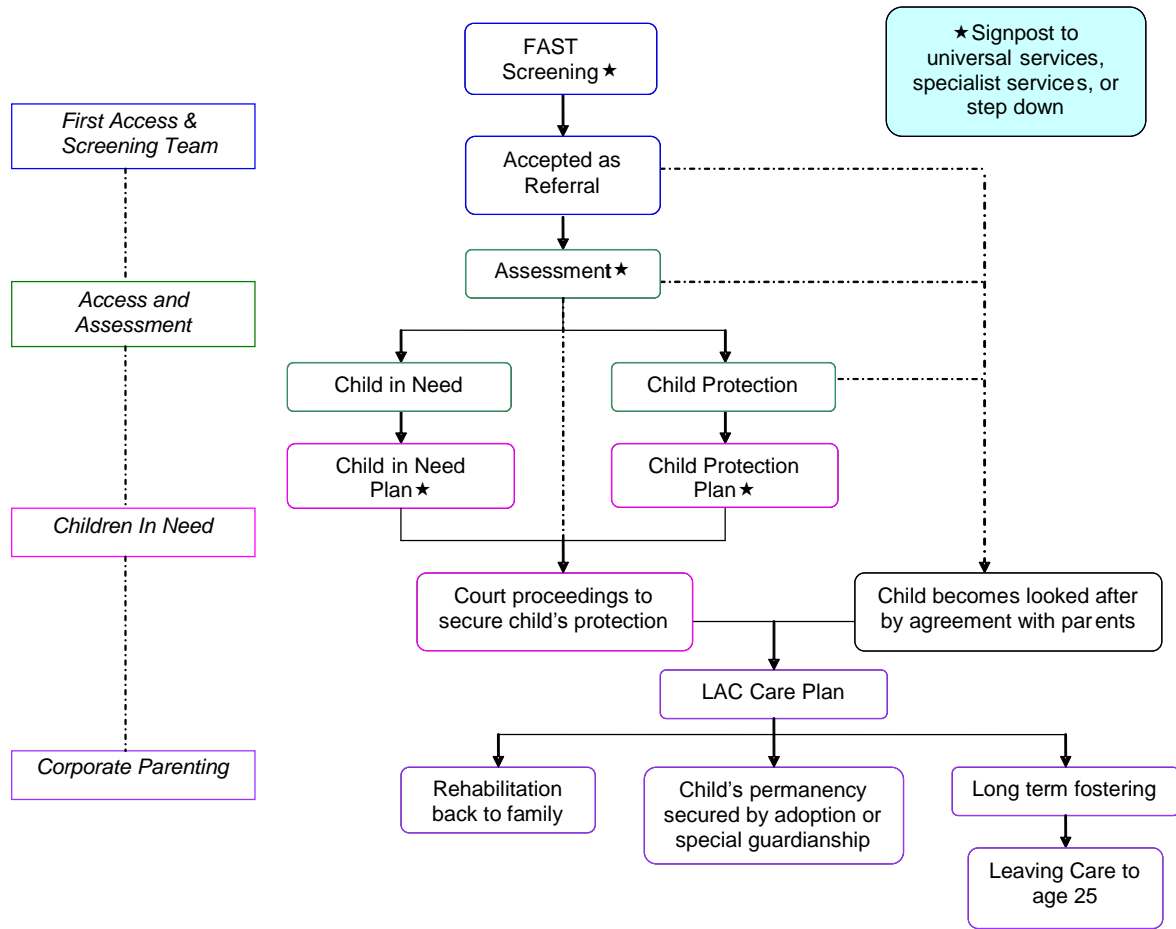 FAST
Screening★
★Signpost to
universal services,
specialist services, or
step down
First Access &
Screening Team
Accepted as
Referral
Assessment★
Access and
Assessment
Child in Need
Child Protection
Child in Need
Plan★
Child Protection
Plan★
Children In Need
Court proceedings to
secure child's protection
Child becomes looked after
by agreement with parents
LAC Care Plan
Corporate Parenting
Rehabilitation
back to family
Child's permanency
secured by adoption or
special guardianship
Long term fostering
Leaving Care to
age 25